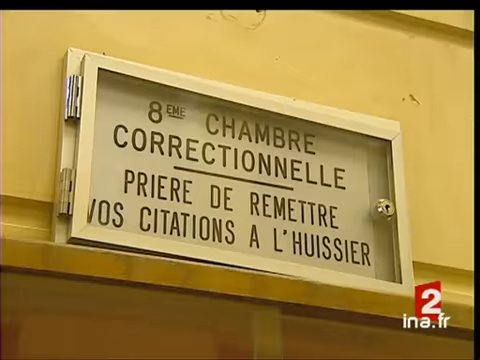 8EME CHAMBRE
CORRECTIONNELLE
PRIERE DE REMETTRE
VOS CITATIONS A L'HUISSIER
2
ina.fr